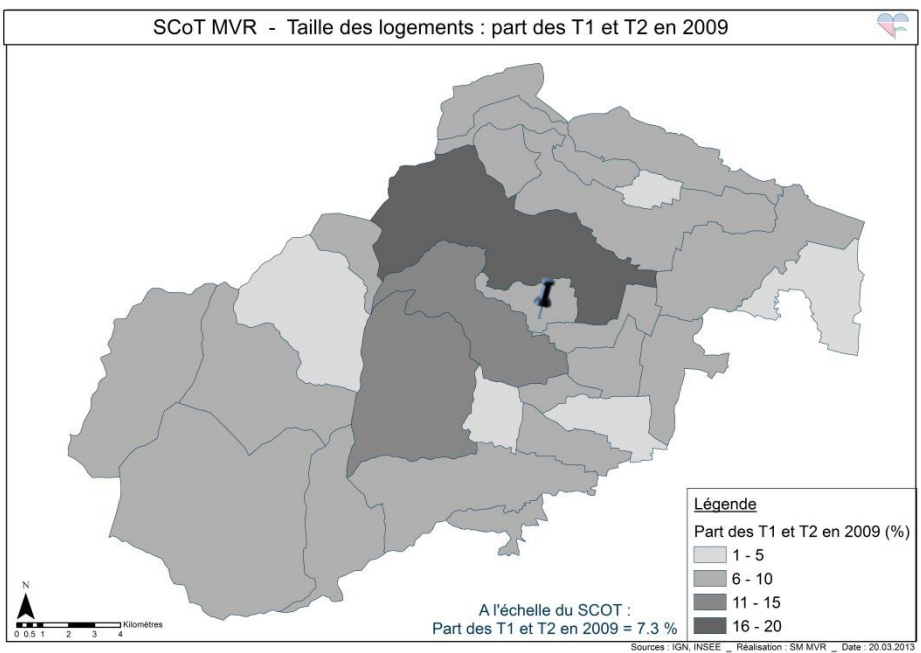 SCoT MVR - Taille des logements : part des T1 et T2 en 2009
Légende
Part des T1 et T2 en 2009 (%)
1 - 5
6 - 10
11 - 15
16 - 20
N
0 0.5 1 2 3 4 Kilomètres
A l'échelle du SCOT :
Part des T1 et T2 en 2009 = 7.3 %
Sources : IGN, INSEE _ Réalisation : SM MVR _ Date : 20.03.2013